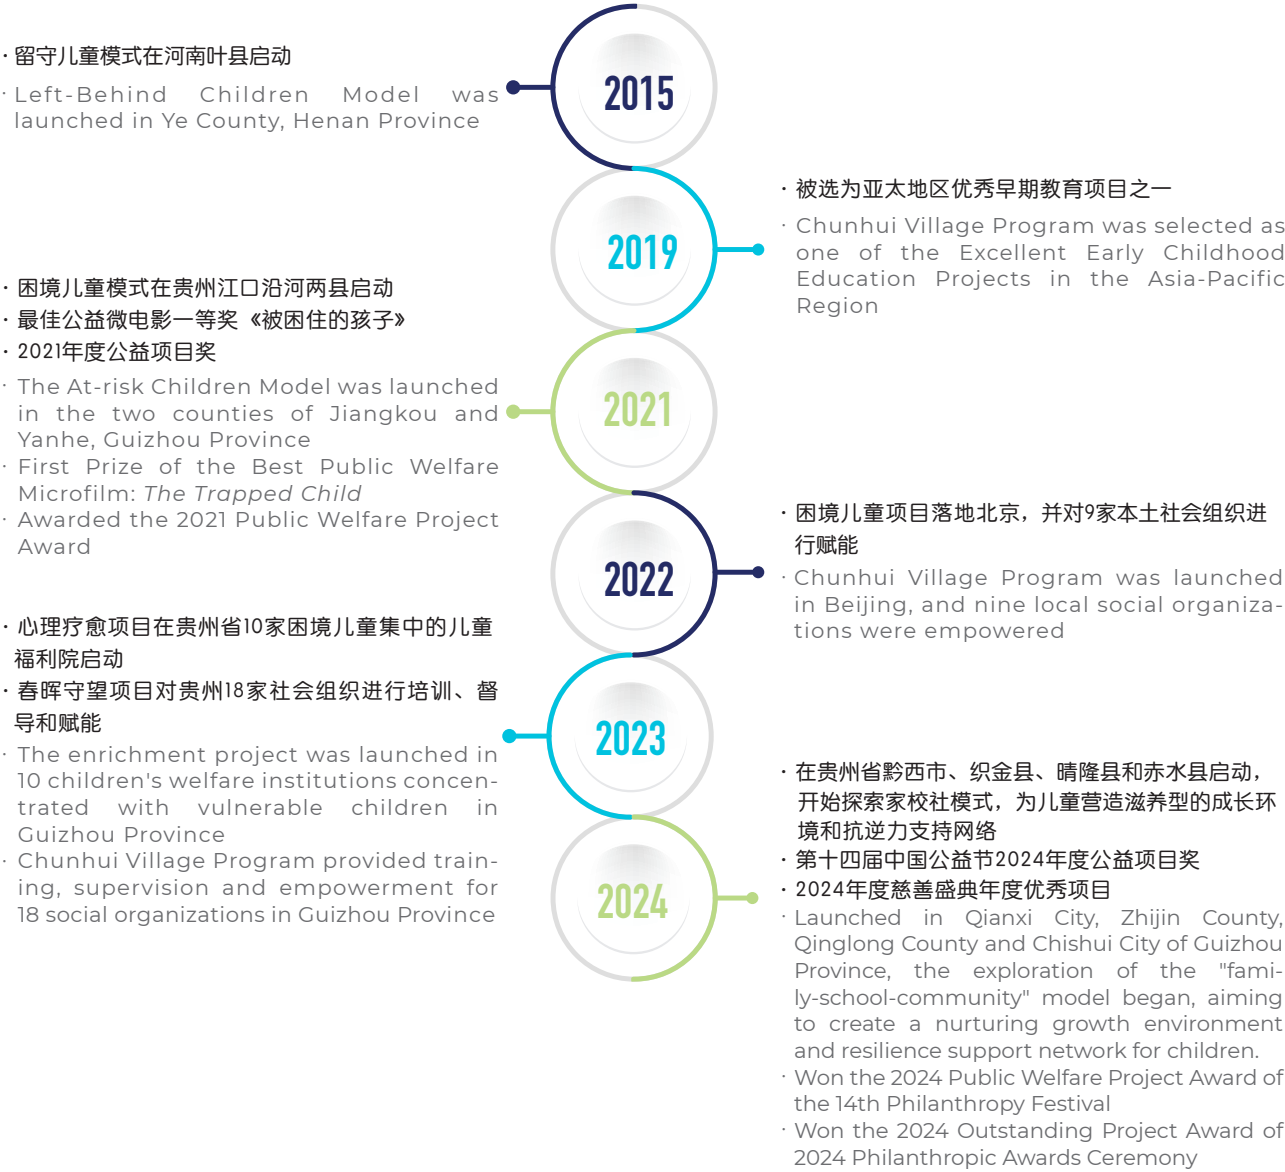 2015
· 留守儿童模式在河南叶县启动
· Left-Behind Children Model was
launched in Ye County, Henan Province
2019
· 被选为亚太地区优秀早期教育项目之一
· Chunhui Village Program was selected as
one of the Excellent Early Childhood
Education Projects in the Asia-Pacific
Region
2021
· 困境儿童模式在贵州江口沿河两县启动
· 最佳公益微电影一等奖《被困住的孩子》
· 2021年度公益项目奖
· The At-risk Children Model was launched
in the two counties of Jiangkou and
Yanhe, Guizhou Province
· First Prize of the Best Public Welfare
Microfilm: The Trapped Child
· Awarded the 2021 Public Welfare Project
Award
2022
· 困境儿童项目落地北京，并对9家本土社会组织进
行赋能
· Chunhui Village Program was launched
in Beijing, and nine local social organiza-
tions were empowered
2023
· 心理疗愈项目在贵州省10家困境儿童集中的儿童
福利院启动
· 春晖守望项目对贵州18家社会组织进行培训、督
导和赋能
· The enrichment project was launched in
10 children's welfare institutions concen-
trated with vulnerable children in
Guizhou Province
· Chunhui Village Program provided train-
ing, supervision and empowerment for
18 social organizations in Guizhou Province
2024
· 在贵州省黔西市、织金县、晴隆县和赤水县启动，
开始探索家校社模式，为儿童营造滋养型的成长环
境和抗逆力支持网络
· 第十四届中国公益节2024年度公益项目奖
· 2024年度慈善盛典年度优秀项目
· Launched in Qianxi City, Zhijin County,
Qinglong County and Chishui City of Guizhou
Province, the exploration of the "fami-
ly-school-community" model began, aiming
to create a nurturing growth environment
and resilience support network for children.
· Won the 2024 Public Welfare Project Award of
the 14th Philanthropy Festival
· Won the 2024 Outstanding Project Award of
2024 Philanthropic Awards Ceremony